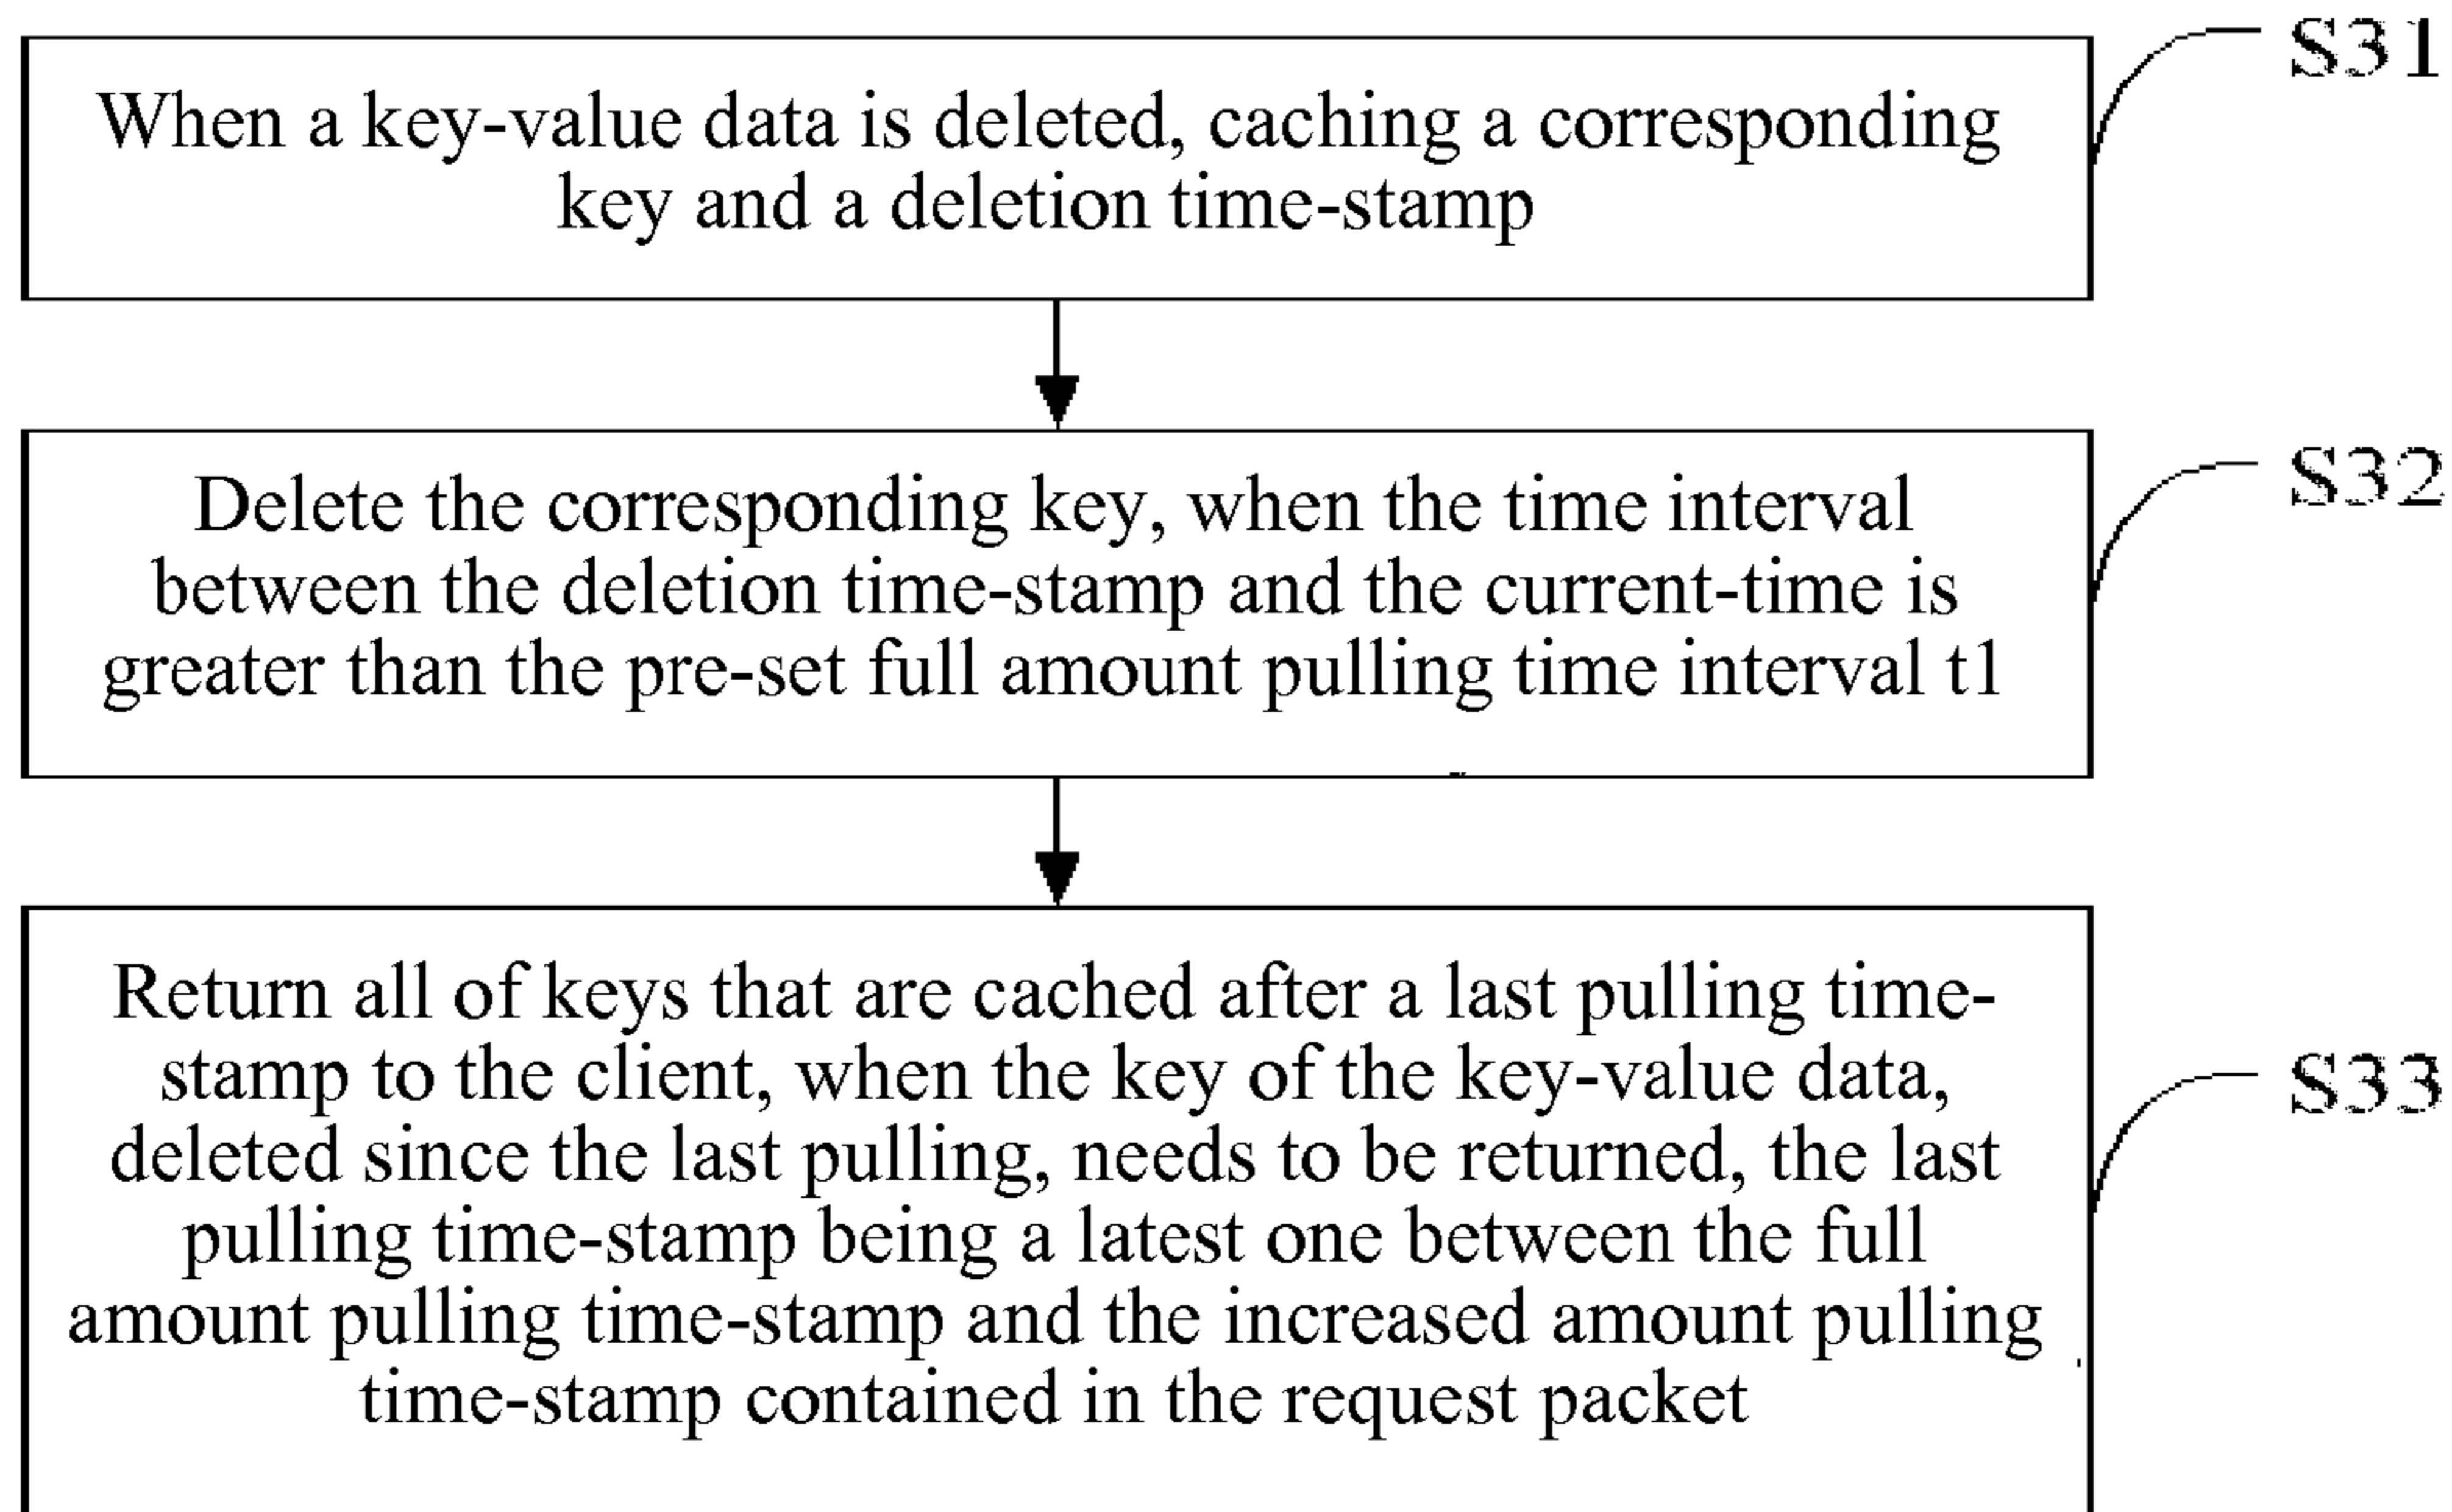 S31
When a key-value data is deleted, caching a corresponding
key and a deletion time-stamp
S32
Delete the corresponding key, when the time interval
between the deletion time-stamp and the current-time is
greater than the pre-set full amount pulling time interval t1
S33
Return all of keys that are cached after a last pulling time-
stamp to the client, when the key of the key-value data,
deleted since the last pulling, needs to be returned, the last
pulling time-stamp being a latest one between the full
amount pulling time-stamp and the increased amount pulling
time-stamp contained in the request packet